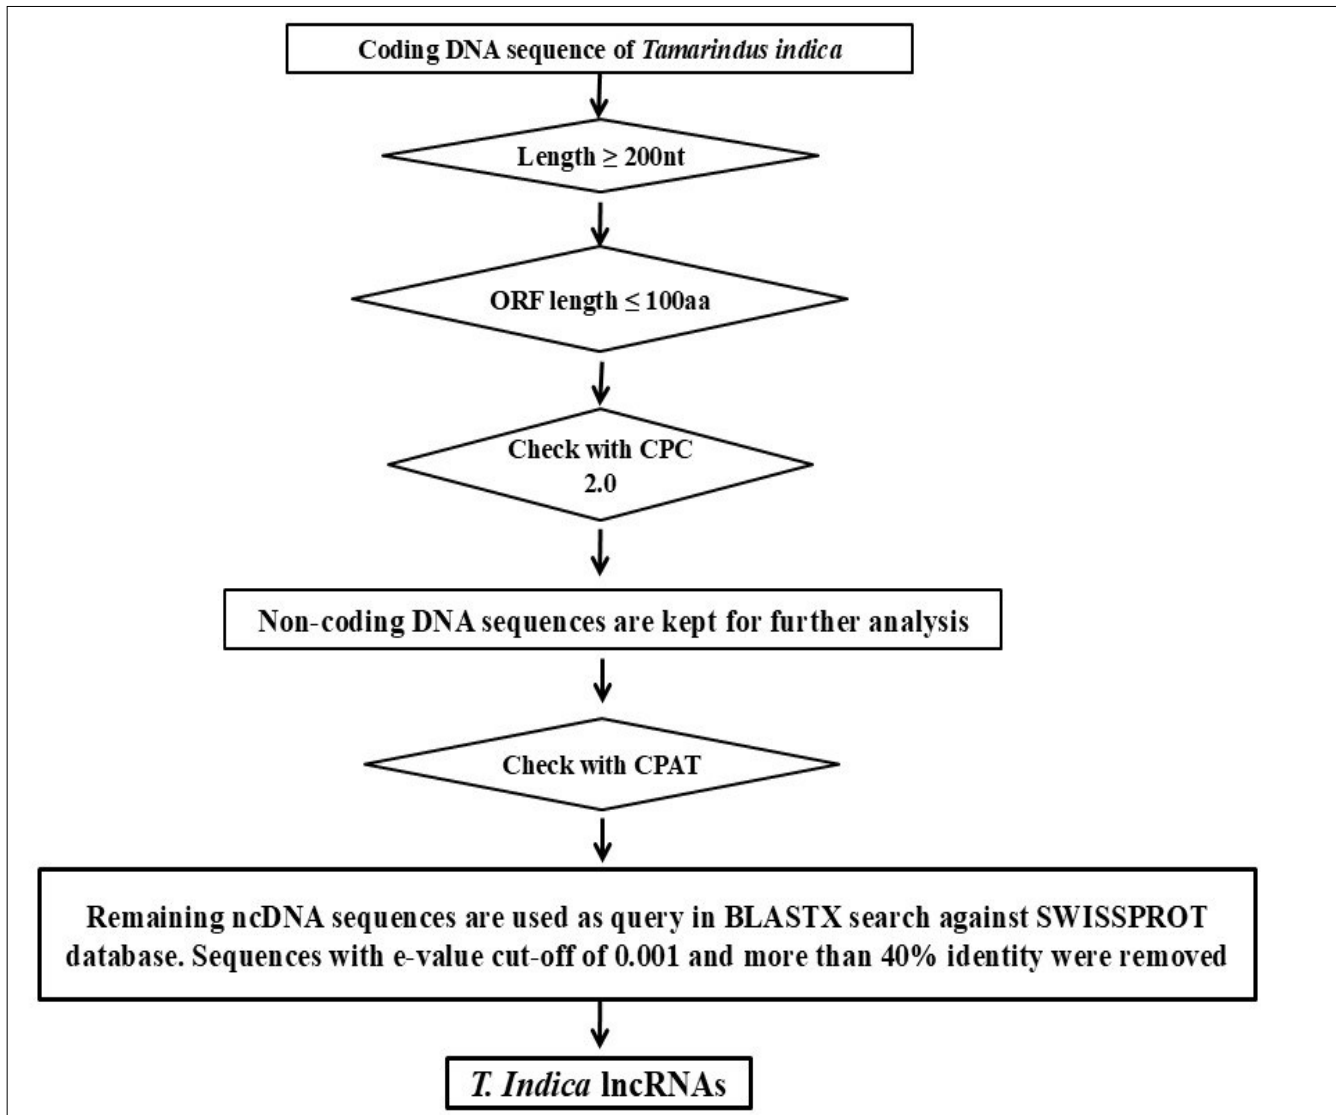 Coding DNA sequence of Tamarindus indica
Length ≥ 200nt
ORF length ≤ 100aa
Check with CPC
2.0
Non-coding DNA sequences are kept for further analysis
Check with CPAT
Remaining ncDNA sequences are used as query in BLASTX search against SWISSPROT
database. Sequences with e-value cut-off of 0.001 and more than 40% identity were removed
T. Indica lncRNAs